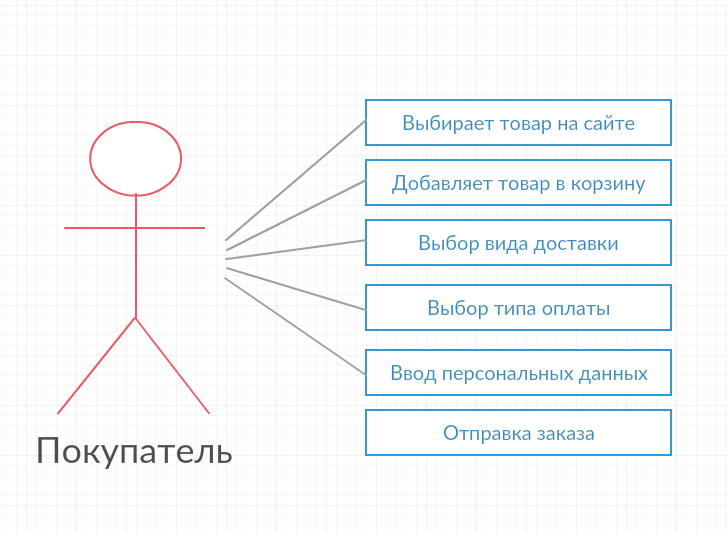 Выбирает товар на сайте
Добавляет товар в корзину
Выбор вида доставки
Выбор типа оплаты
Ввод персональных данных
Отправка заказа
Покупатель